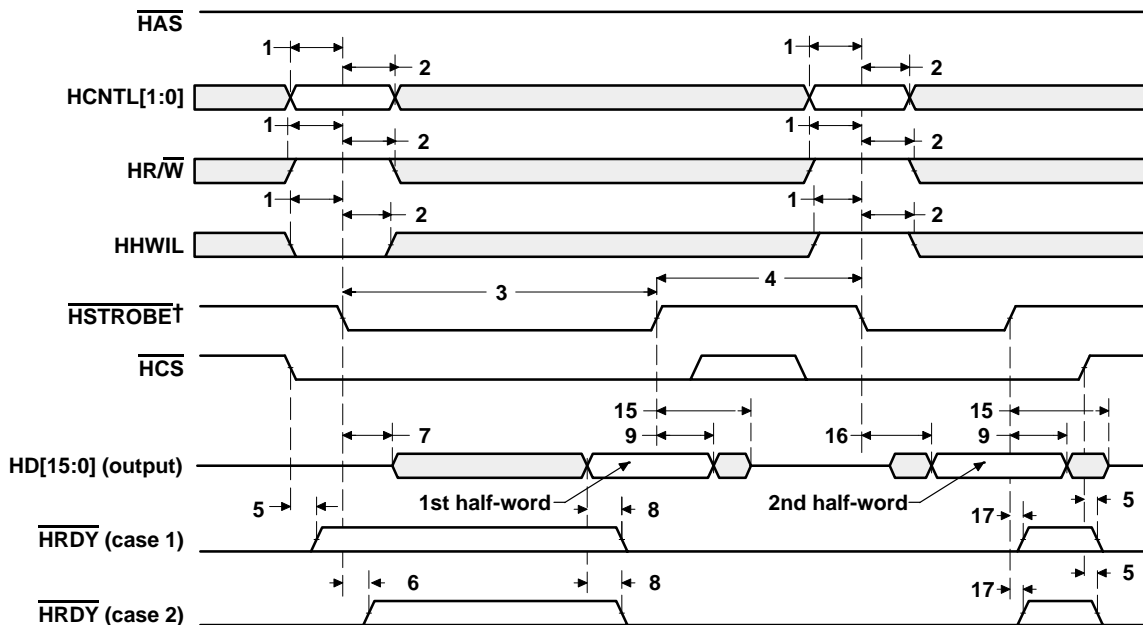 HAS
1 1
2 2
HCNTL[1:0]
1 1
2 2
HR/W
1 1
2 2
HHWIL
3 4
HSTROBE†
HCS
15 15
7 9 16 9
HD[15:0] (output)
1st half-word 2nd half-word
5 8 17 5
HRDY (case 1)
6 8 17 5
HRDY (case 2)